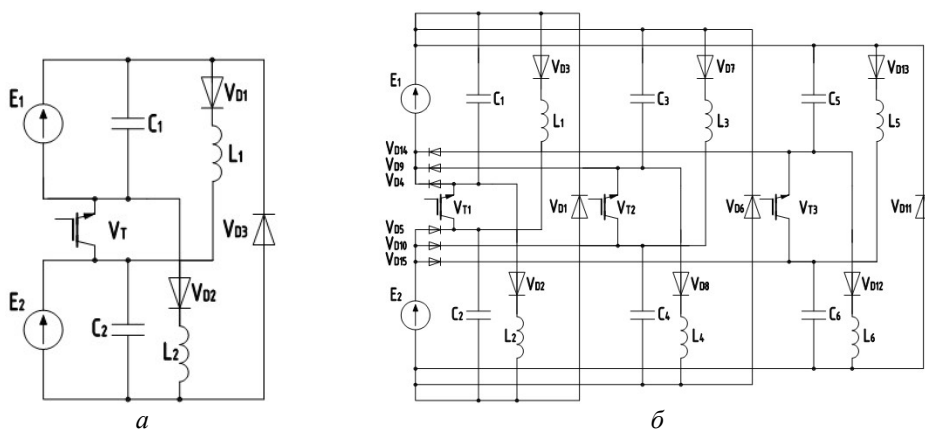 E1
C1
VD1
L1
VT
VD3
E2
C2
VD2
L2
а
E1
C1
VD3
L1
C3
VD7
L3
C5
VD13
L5
VD14
VD9
VD4
VT1
VD1
VT2
VD6
VT3
VD11
VD5
VD10
VD15
E2
C2
VD2
L2
C4
VD8
L4
C6
VD12
L6
б